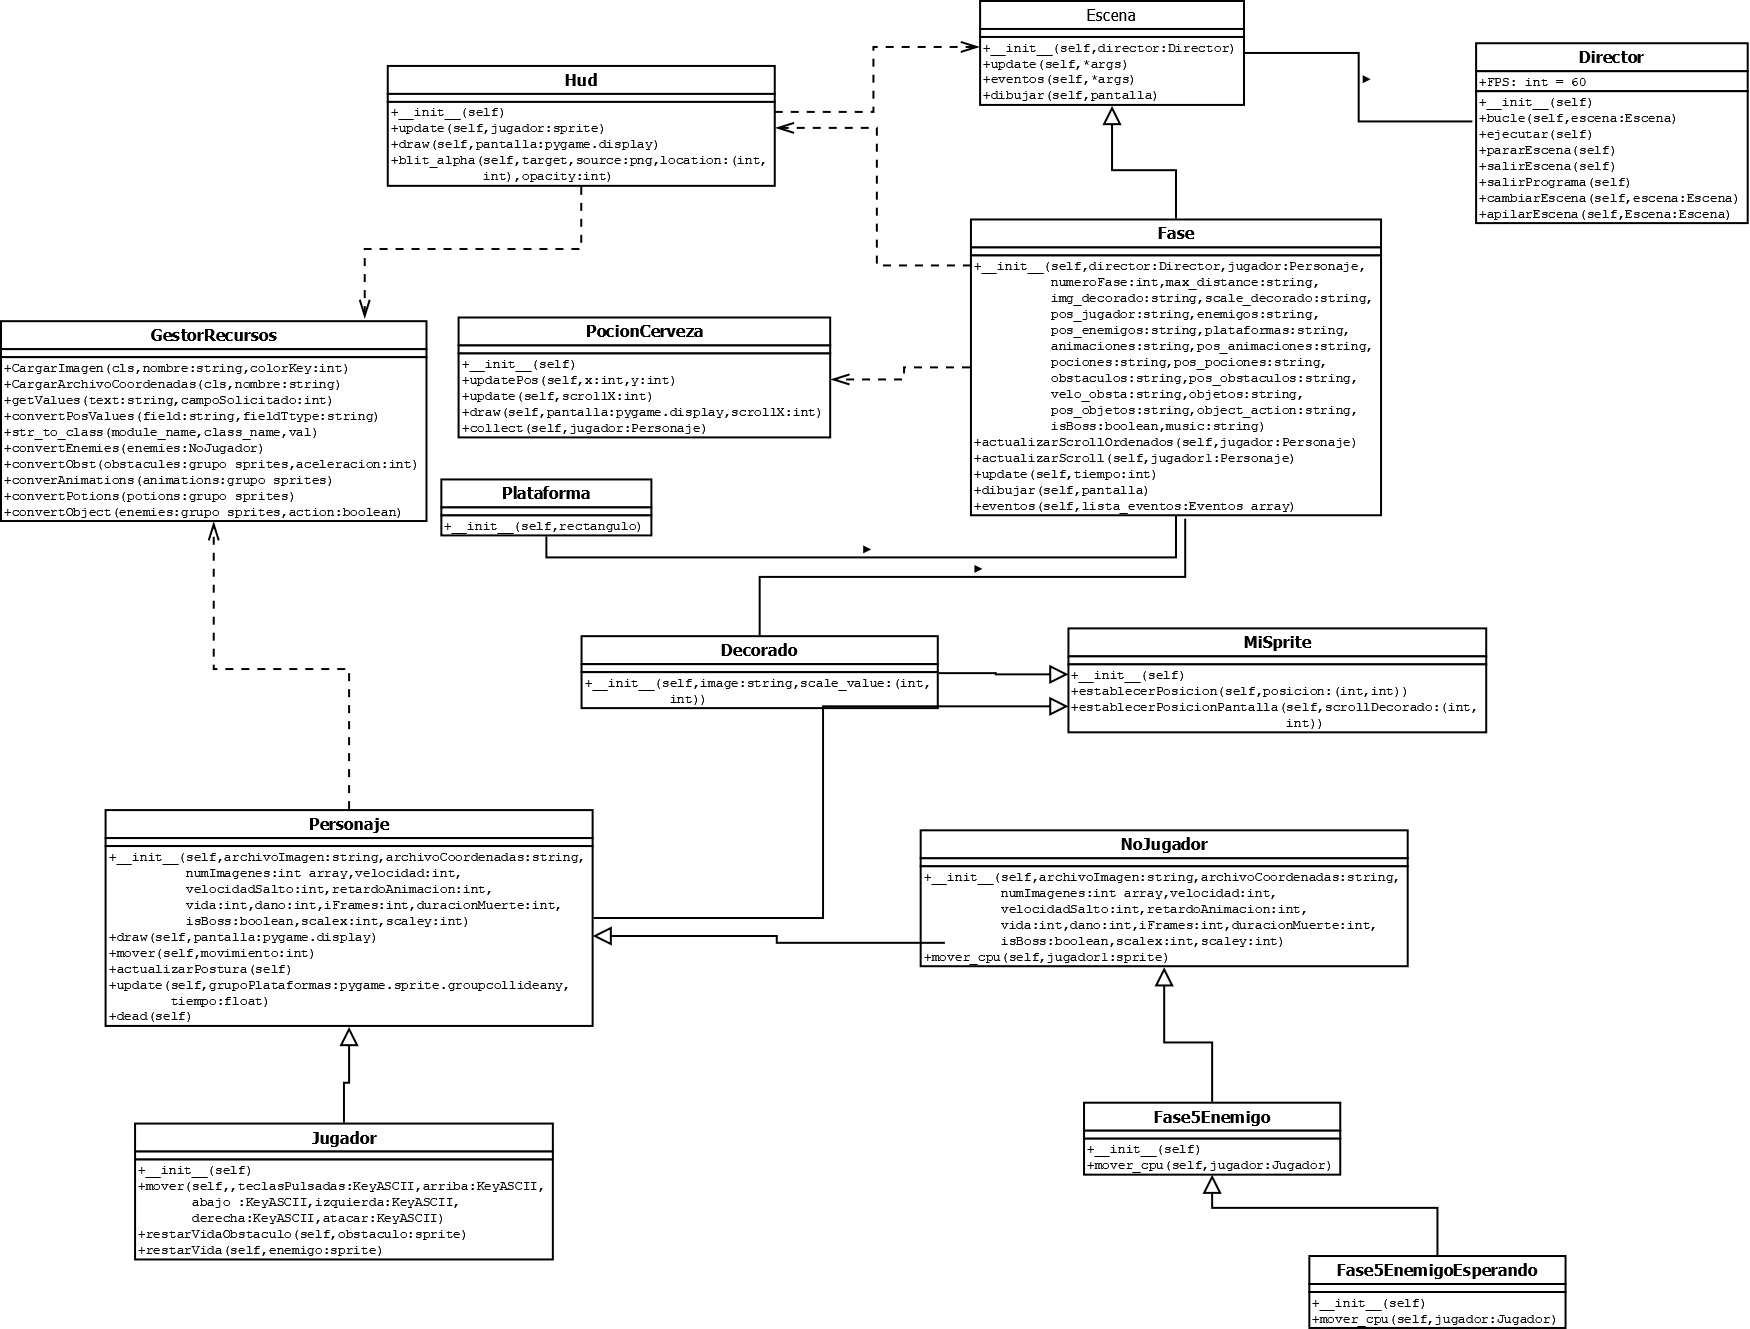 Escena
+__init__(self,director:Director)
+update(self,*args)
+eventos(self,*args)
+dibujar(self,pantalla)
Director
+FPS: int = 60
+__init__(self)
+bucle(self,escena:Escena)
+ejecutar(self)
+pararEscena(self)
+salirEscena(self)
+salirPrograma(self)
+cambiarEscena(self,escena:Escena)
+apilarEscena(self,Escena:Escena)
Hud
+__init__(self)
+update(self,jugador:sprite)
+draw(self,pantalla:pygame.display)
+blit_alpha(self,target,source:png,location:(int,
int),opacity:int)
Fase
+__init__(self,director:Director,jugador:Personaje,
numeroFase:int,max_distance:string,
img_decorado:string,scale_decorado:string,
pos_jugador:string,enemigos:string,
pos_enemigos:string,plataformas:string,
animaciones:string,pos_animaciones:string,
pociones:string,pos_pociones:string,
obstaculos:string,pos_obstaculos:string,
velo_obsta:string,objetos:string,
pos_objetos:string,object_action:string,
isBoss:boolean,music:string)
+actualizarScrollOrdenados(self,jugador:Personaje)
+actualizarScroll(self,jugador1:Personaje)
+update(self,tiempo:int)
+dibujar(self,pantalla)
+eventos(self,lista_eventos:Eventos array)
GestorRecursos
+CargarImagen(cls,nombre:string,colorKey:int)
+CargarArchivoCoordenadas(cls,nombre:string)
+getValues(text:string,campoSolicitado:int)
+convertPosValues(field:string,fieldTtype:string)
+str_to_class(module_name,class_name,val)
+convertEnemies(enemies:NoJugador)
+convertObst(obstacules:grupo sprites,aceleracion:int)
+converAnimations(animations:grupo sprites)
+convertPotions(potions:grupo sprites)
+convertObject(enemies:grupo sprites,action:boolean)
PocionCerveza
+__init__(self)
+updatePos(self,x:int,y:int)
+update(self,scrollX:int)
+draw(self,pantalla:pygame.display,scrollX:int)
+collect(self,jugador:Personaje)
Plataforma
+__init__(self,rectangulo)
Decorado
+__init__(self,image:string,scale_value:(int,
int))
MiSprite
+__init__(self)
+establecerPosicion(self,posicion:(int,int))
+establecerPosicionPantalla(self,scrollDecorado:(int,
int))
Personaje
+__init__(self,archivoImagen:string,archivoCoordenadas:string,
numImagenes:int array,velocidad:int,
velocidadSalto:int,retardoAnimacion:int,
vida:int,dano:int,iFrames:int,duracionMuerte:int,
isBoss:boolean,scalex:int,scaley:int)
+draw(self,pantalla:pygame.display)
+mover(self,movimiento:int)
+actualizarPostura(self)
+update(self,grupoPlataformas:pygame.sprite.groupcollideany,
tiempo:float)
+dead(self)
NoJugador
+__init__(self,archivoImagen:string,archivoCoordenadas:string,
numImagenes:int array,velocidad:int,
velocidadSalto:int,retardoAnimacion:int,
vida:int,dano:int,iFrames:int,duracionMuerte:int,
isBoss:boolean,scalex:int,scaley:int)
+mover_cpu(self,jugador1:sprite)
Jugador
+__init__(self)
+mover(self,,teclasPulsadas:KeyASCII,arriba:KeyASCII,
abajo :KeyASCII,izquierda:KeyASCII,
derecha:KeyASCII,atacar:KeyASCII)
+restarVidaObstaculo(self,obstaculo:sprite)
+restarVida(self,enemigo:sprite)
Fase5Enemigo
+__init__(self)
+mover_cpu(self,jugador:Jugador)
Fase5EnemigoEsperando
+__init__(self)
+mover_cpu(self,jugador:Jugador)